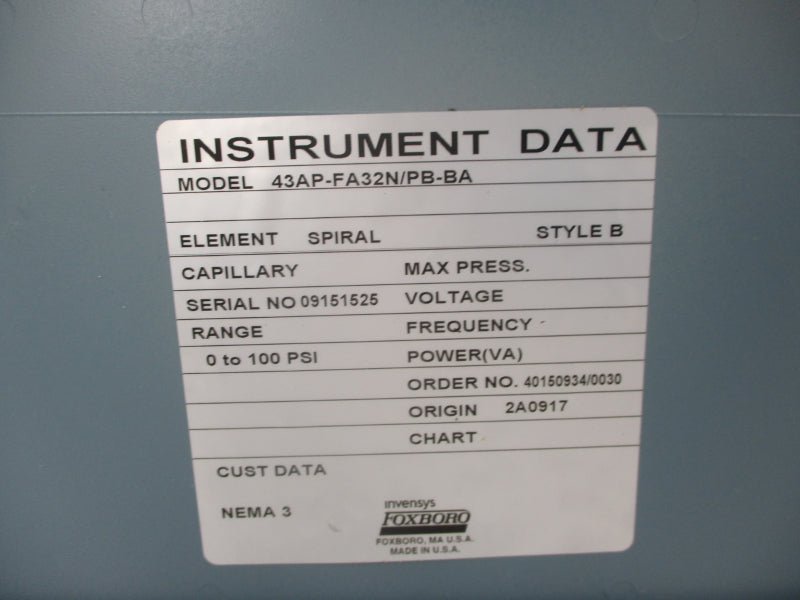 INSTRUMENT DATA
MODEL 43AP-FA32N/PB-BA
ELEMENT SPIRAL STYLE B
CAPILLARY MAX PRESS.
SERIAL NO 09151525 VOLTAGE
RANGE FREQUENCY -
0 to 100 PSI POWER(VA)
ORDER NO. 40150934/0030
ORIGIN 2A0917
CHART
CUST DATA
NEMA 3
invensys
FOXBORO
FOXBORO, MA U.S.A.
MADE IN U.S.A.